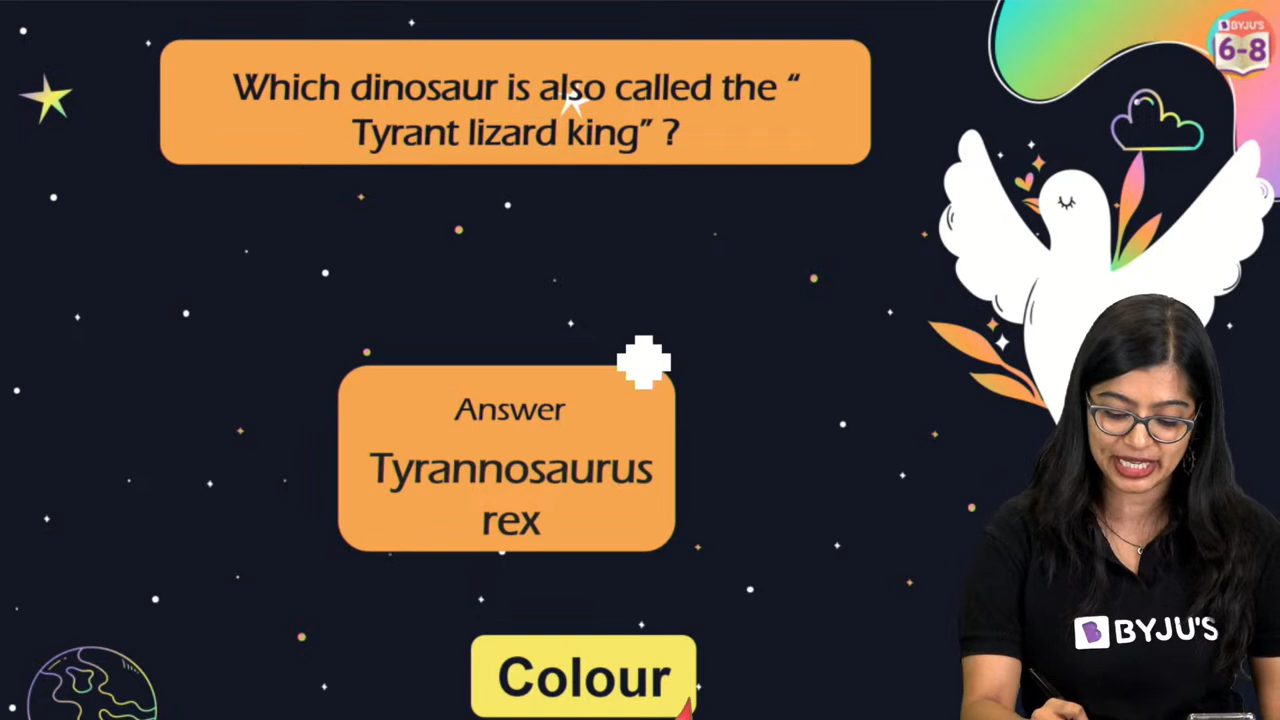 BYJU'S
6-8
Which dinosaur is also called the “
Tyrant lizard king” ?
Answer
Tyrannosaurus
rex
BYJU'S
Colour